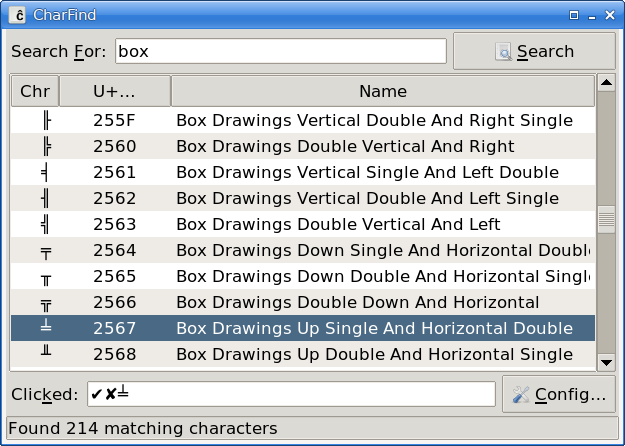 CharFind
Search For: box Search
Chr U+... Name
╟ 255F Box Drawings Vertical Double And Right Single
╠ 2560 Box Drawings Double Vertical And Right
╡ 2561 Box Drawings Vertical Single And Left Double
╢ 2562 Box Drawings Vertical Double And Left Single
╣ 2563 Box Drawings Double Vertical And Left
╤ 2564 Box Drawings Down Single And Horizontal Doubl
╥ 2565 Box Drawings Down Double And Horizontal Singl
╦ 2566 Box Drawings Double Down And Horizontal
╧ 2567 Box Drawings Up Single And Horizontal Double
╨ 2568 Box Drawings Up Double And Horizontal Single
Clicked: ✔✘╧ Config...
Found 214 matching characters